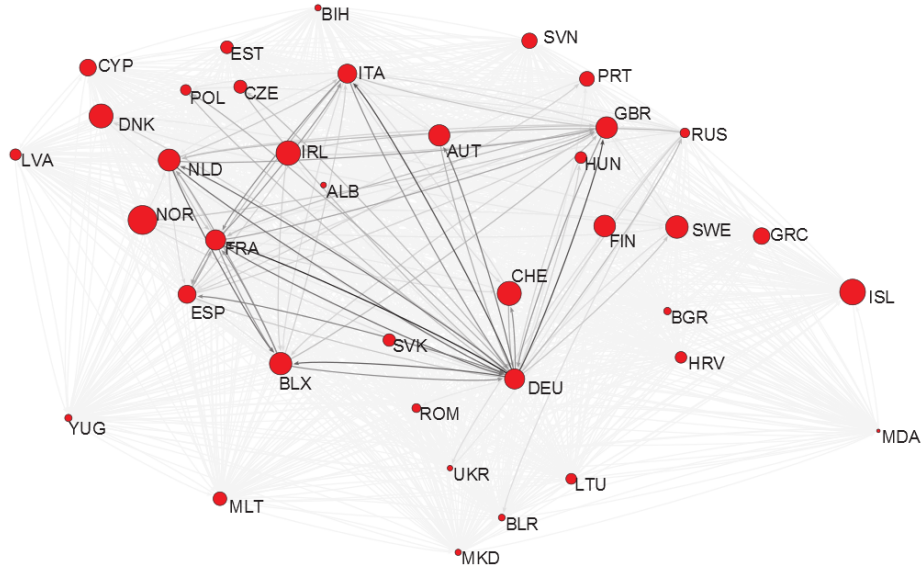 BIH
SVN
EST
CYP
ITA
PRT
POL
CZE
GBR
DNK
RUS
AUT
IRL
LVA
NLD
HUN
ALB
NOR
SWE
GRC
FRA
FIN
CHE
ISL
ESP
BGR
SVK
HRV
BLX
DEU
ROM
YUG
MDA
UKR
LTU
MLT
BLR
MKD